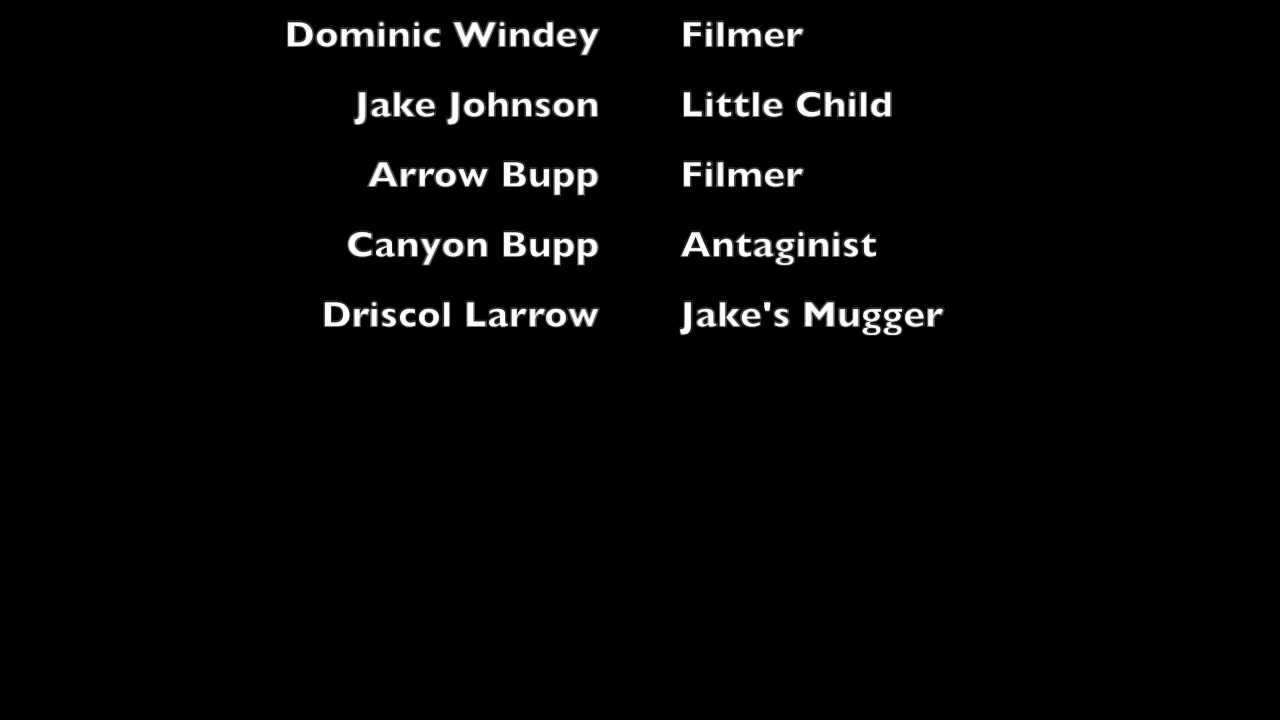 Dominic Windey Filmer
Jake Johnson Little Child
Arrow Bupp Filmer
Canyon Bupp Antaginist
Driscol Larrow Jake's Mugger